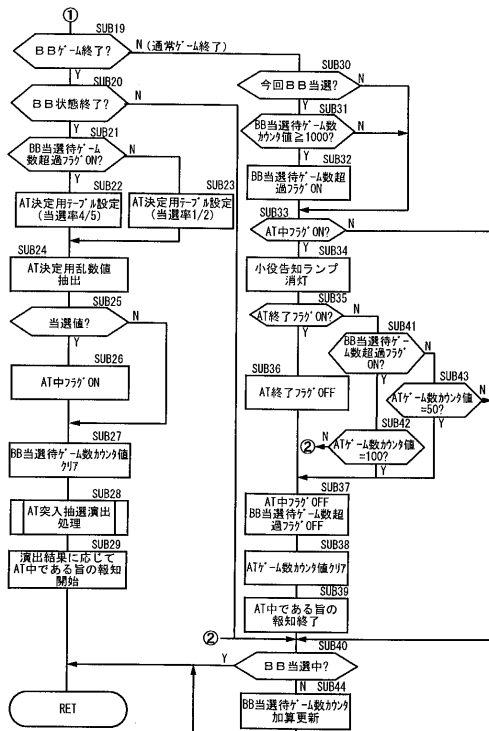 ①
SUB19
BBゲーム終了?
N (通常ゲーム終了)
Y
SUB20
BB状態終了?
N
Y
SUB21
BB当選待ゲーム
数超過フラグON?
N
Y
SUB22
AT決定用テーブル設定
(当選率4/5)
SUB23
AT決定用テーブル設定
(当選率1/2)
SUB24
AT決定用乱数値
抽出
SUB25
当選値?
N
Y
SUB26
AT中フラグON
SUB27
BB当選待ゲーム数カウンタ値
クリア
SUB28
AT突入抽選演出
処理
SUB29
演出結果に応じて
AT中である旨の報知
開始
RET
SUB30
今回BB当選?
N
Y
SUB31
BB当選待ゲーム数
カウンタ値≧1000?
N
Y
SUB32
BB当選待ゲーム数超
過フラグON
SUB33
AT中フラグON?
N
Y
SUB34
小役告知ランプ
消灯
SUB35
AT終了フラグON?
N
Y
SUB41
BB当選待ゲー
ム数超過フラグ
ON?
N
Y
SUB36
AT終了フラグOFF
SUB43
ATゲーム数カウンタ値
=50?
N
Y
SUB42
ATゲーム数カウンタ値
=100?
N
②
Y
SUB37
AT中フラグOFF
BB当選待ゲーム数超
過フラグOFF
SUB38
ATゲーム数カウンタ値クリア
SUB39
AT中である旨の
報知終了
②
SUB40
BB当選中?
Y
N
SUB44
BB当選待ゲーム数カウンタ
加算更新